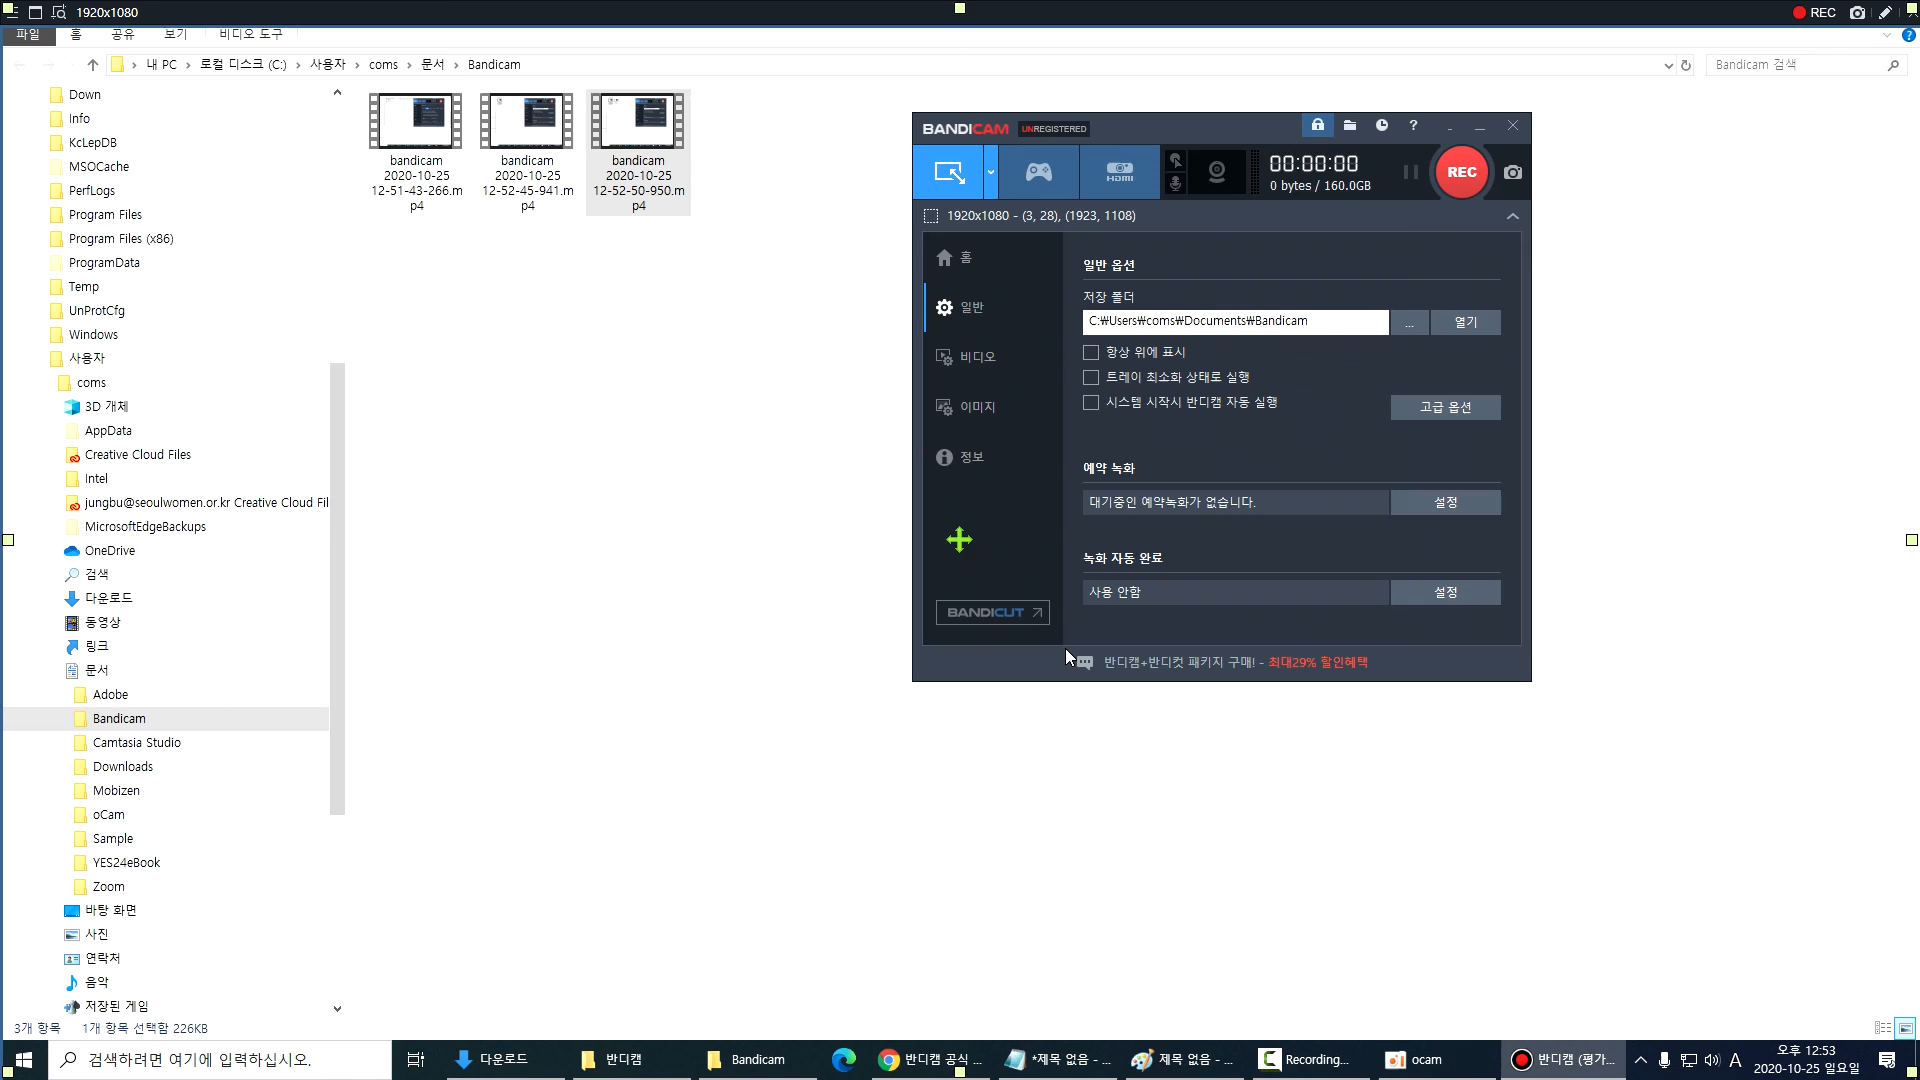 1920x1080
REC
파일 홈 공유 보기 비디오 도구
내 PC › 로컬 디스크 (C:) › 사용자 › coms › 문서 › Bandicam
Bandicam 검색
Down
Info
KcLepDB
MSOCache
PerfLogs
Program Files
Program Files (x86)
ProgramData
Temp
UnProtCfg
Windows
사용자
coms
3D 개체
AppData
Creative Cloud Files
Intel
jungbu@seoulwomen.or.kr Creative Cloud Fil
MicrosoftEdgeBackups
OneDrive
검색
다운로드
동영상
링크
문서
Adobe
Bandicam
Camtasia Studio
Downloads
Mobizen
oCam
Sample
YES24eBook
Zoom
바탕 화면
사진
연락처
음악
저장된 게임
3개 항목 1개 항목 선택함 226KB
bandicam
2020-10-25
12-51-43-266.m
p4
bandicam
2020-10-25
12-52-45-941.m
p4
bandicam
2020-10-25
12-52-50-950.m
p4
BANDICAM UNREGISTERED
?
HDMI
00:00:00
0 bytes / 160.0GB
REC
1920x1080 - (3, 28), (1923, 1108)
홈
일반
비디오
이미지
정보
BANDICUT
일반 옵션
저장 폴더
C:₩Users₩coms₩Documents₩Bandicam
...
열기
항상 위에 표시
트레이 최소화 상태로 실행
시스템 시작시 반디캠 자동 실행
고급 옵션
예약 녹화
대기중인 예약녹화가 없습니다.
설정
녹화 자동 완료
사용 안함
설정
반디캠+반디컷 패키지 구매! - 최대29% 할인혜택
검색하려면 여기에 입력하십시오.
다운로드
반디캠
Bandicam
반디캠 공식 ...
*제목 없음 - ...
제목 없음 - ...
Recording...
ocam
반디캠 (평가...
A
오후 12:53
2020-10-25 일요일